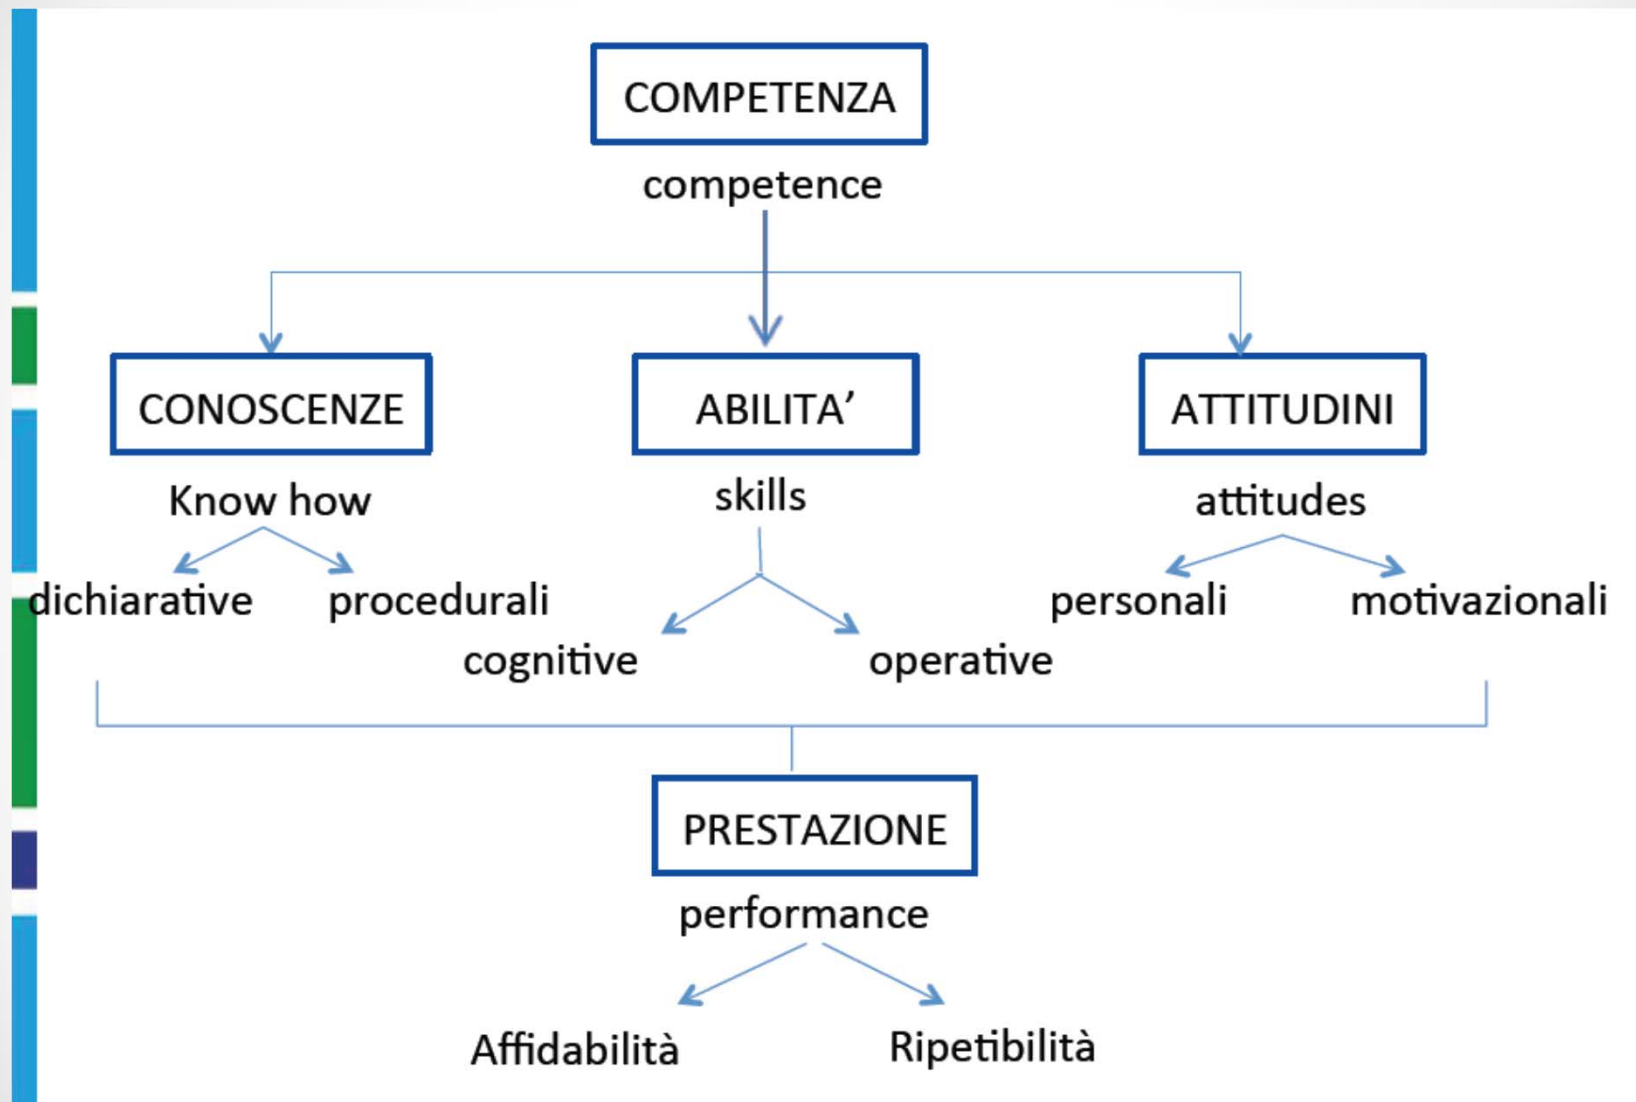 COMPETENZA
competence
CONOSCENZE
ABILITA’
ATTITUDINI
Know how
skills
attitudes
dichiarative
procedurali
personali
motivazionali
cognitive
operative
PRESTAZIONE
performance
Affidabilità
Ripetibilità